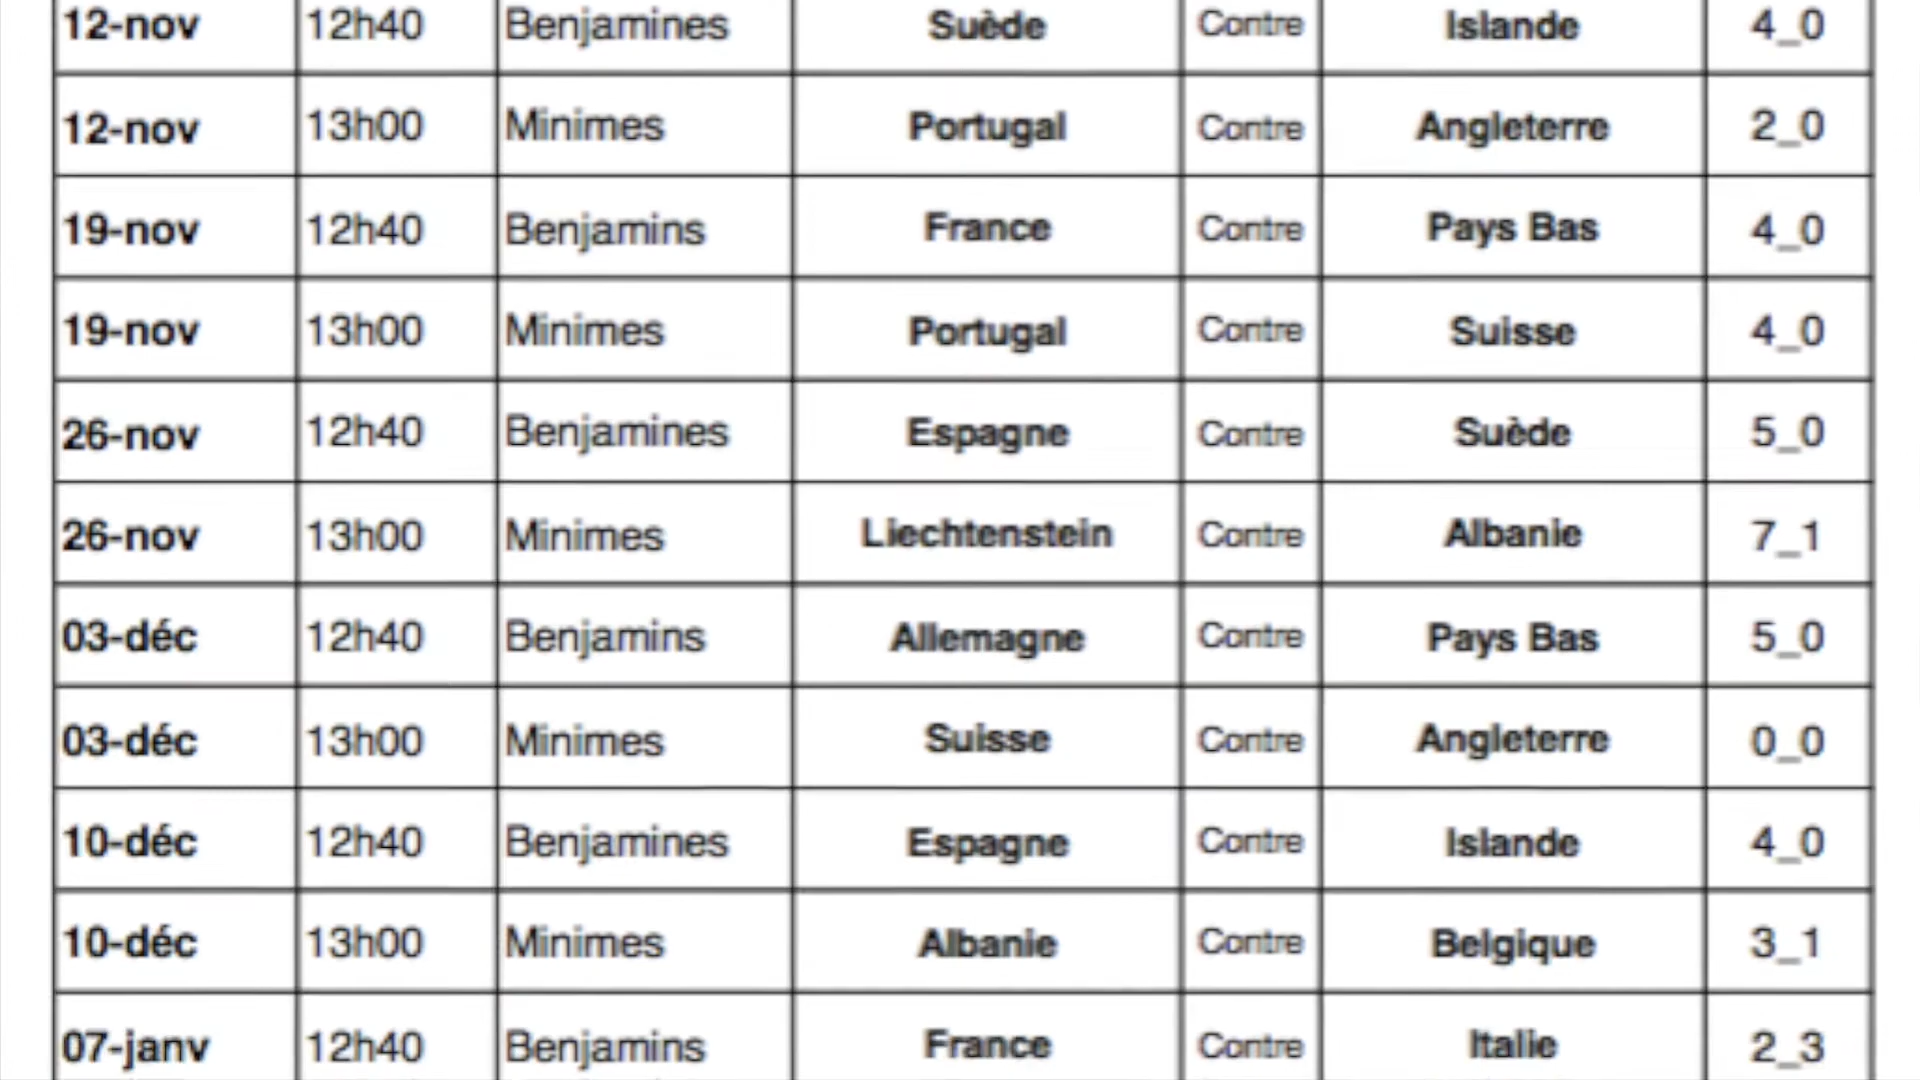 12-nov 12h40 Benjamines Suède Contre Islande 4_0
12-nov 13h00 Minimes Portugal Contre Angleterre 2_0
19-nov 12h40 Benjamins France Contre Pays Bas 4_0
19-nov 13h00 Minimes Portugal Contre Suisse 4_0
26-nov 12h40 Benjamines Espagne Contre Suède 5_0
26-nov 13h00 Minimes Liechtenstein Contre Albanie 7_1
03-déc 12h40 Benjamins Allemagne Contre Pays Bas 5_0
03-déc 13h00 Minimes Suisse Contre Angleterre 0_0
10-déc 12h40 Benjamines Espagne Contre Islande 4_0
10-déc 13h00 Minimes Albanie Contre Belgique 3_1
07-janv 12h40 Benjamins France Contre Italie 2_3